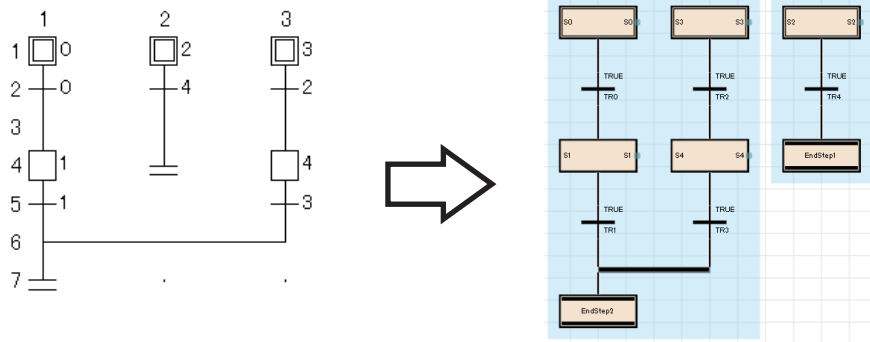 1 2 3
1 0 2 3
2 0 4 2
3
4 1 4
5 1 3
6
7
S0 S0 S3 S3 S2 S2
TRUE TRUE TRUE
TR0 TR2 TR4
S1 S1 S4 S4 EndStep1
TRUE TRUE
TR1 TR3
EndStep2